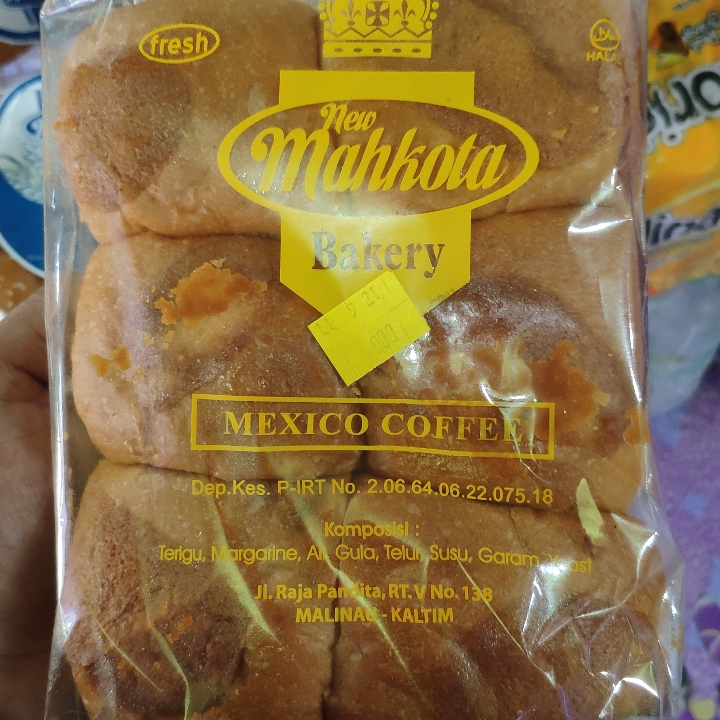 fresh
HALAL
New
Mahkota
Bakery
MEXICO COFFEE
Dep.Kes. P-IRT No. 2.06.64.06.22.075.18
Komposisi :
Terigu, Margarine, Air, Gula, Telur, Susu, Garam, Yeast
Jl. Raja Pandita, RT. V No. 138
MALINAU - KALTIM